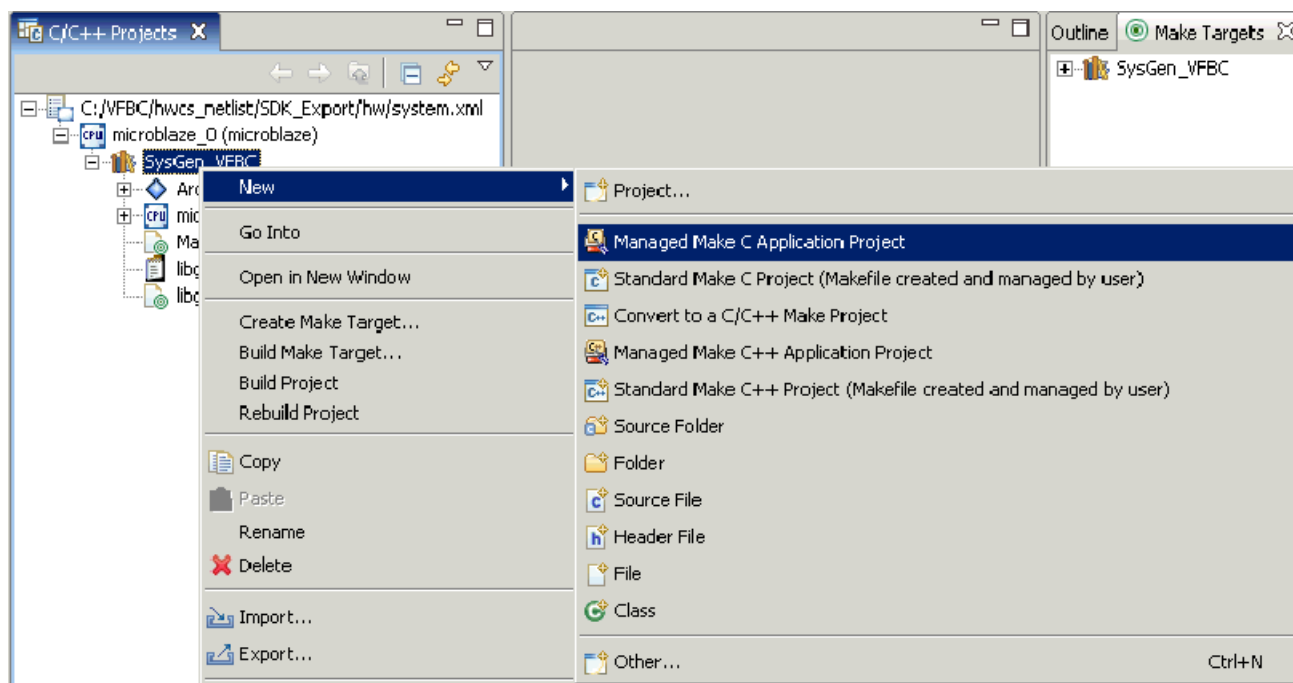 C/C++ Projects
Outline
Make Targets
C:/VFBC/hwcs_netlist/SDK_Export/hw/system.xml
SysGen_VFBC
cpu microblaze_0 (microblaze)
SysGen_VFBC
New
Project...
cpu
Go Into
Managed Make C Application Project
Open in New Window
Standard Make C Project (Makefile created and managed by user)
Create Make Target...
Convert to a C/C++ Make Project
Build Make Target...
Managed Make C++ Application Project
Build Project
Standard Make C++ Project (Makefile created and managed by user)
Rebuild Project
Source Folder
Copy
Folder
Paste
Source File
Rename
Header File
Delete
File
Import...
Class
Export...
Other... Ctrl+N